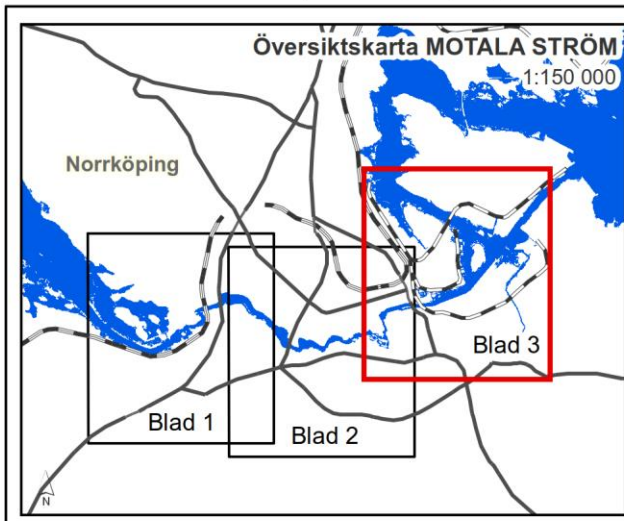 Översiktskarta MOTALA STRÖM
1:150 000
Norrköping
Blad 3
Blad 1
Blad 2
N